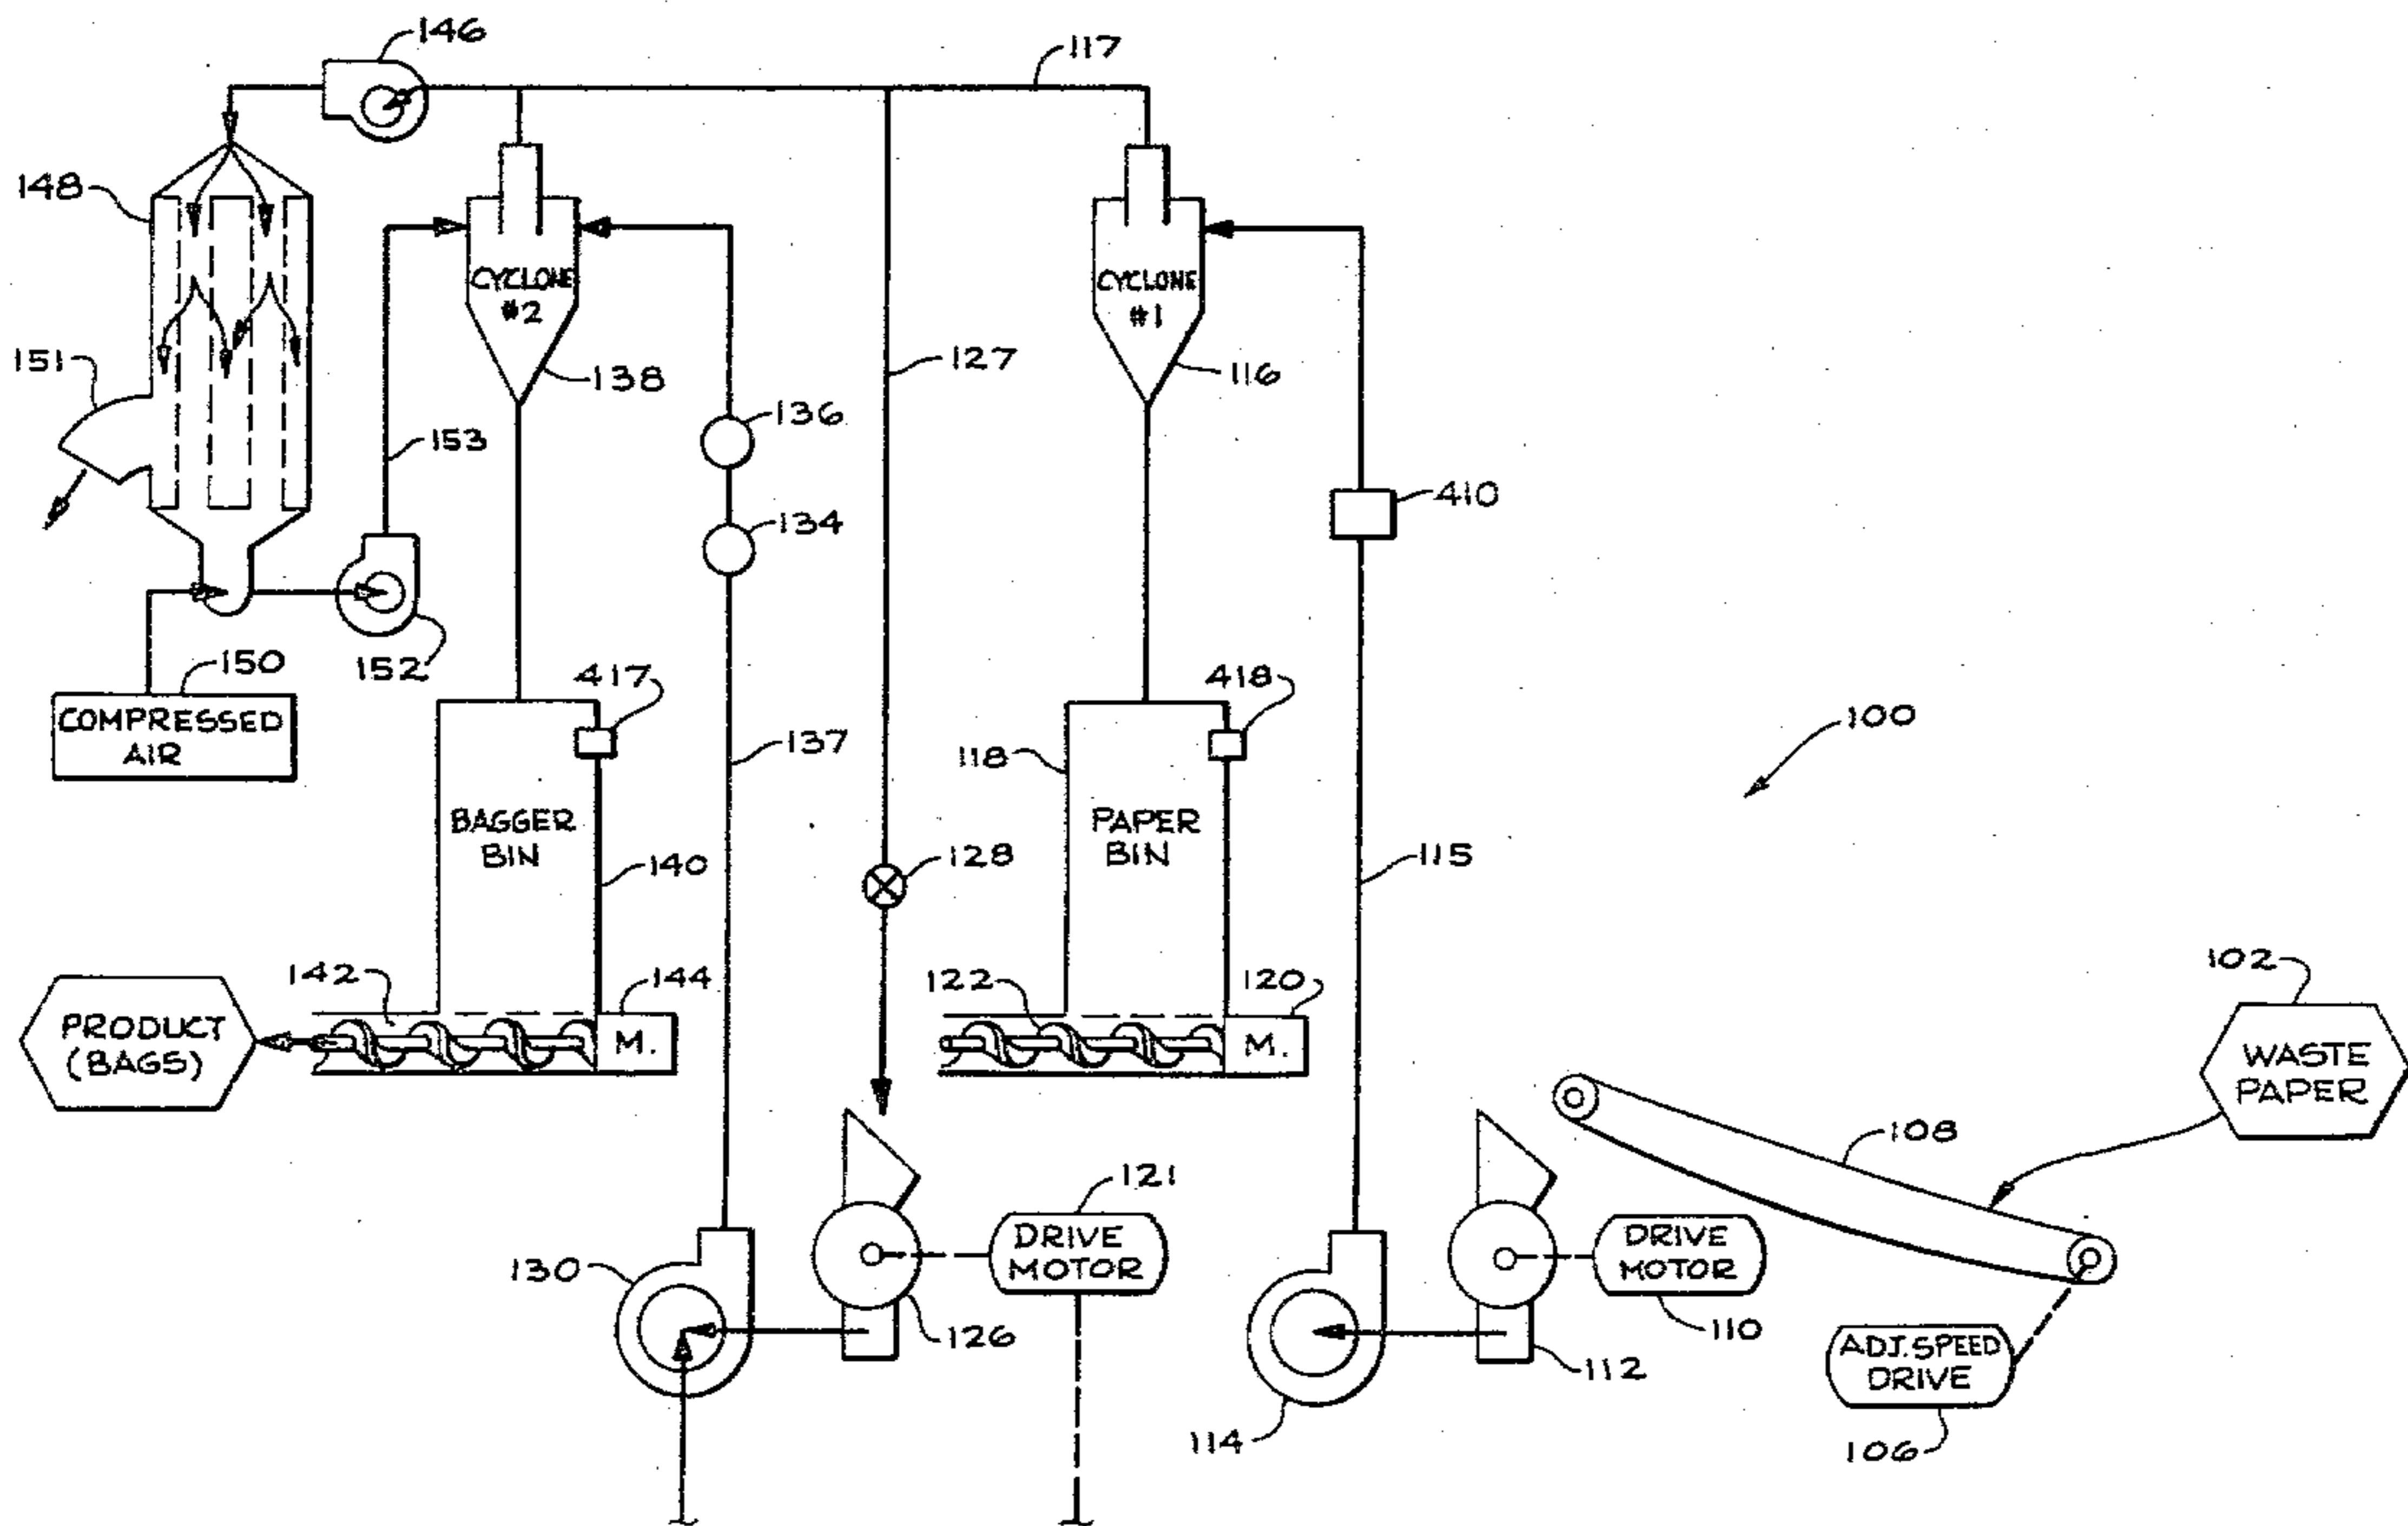 146
117
148
CYCLONE
#2
CYCLONE
#1
151
138
127
116
136
153
410
134
150
152
417
418
COMPRESSED
AIR
137
118
100
BAGGER
BIN
PAPER
BIN
128
140
115
142
144
122
120
102
PRODUCT
(BAGS)
M.
M.
WASTE
PAPER
108
121
130
DRIVE
MOTOR
DRIVE
MOTOR
126
110
112
ADJ. SPEED
DRIVE
114
106